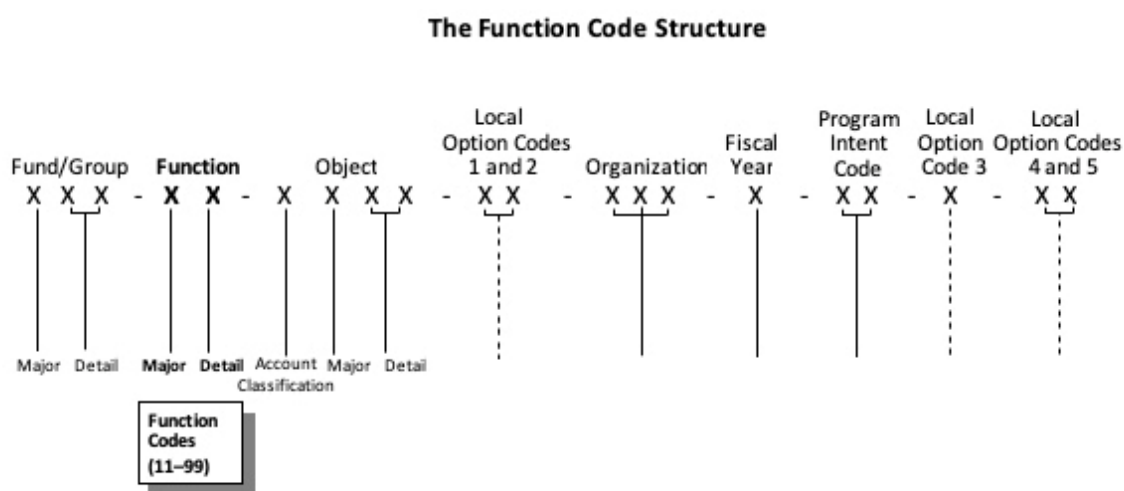 The Function Code Structure
Local Program Local Local
Option Codes Fiscal Intent Option Option Codes
Fund/Group Function Object 1 and 2 Organization Year Code Code 3 4 and 5
X X X - X X - X X X X - X X - X X X - X - X X - X - X X
Major Detail Major Detail Account Major Detail
Classification
Function
Codes
(11–99)